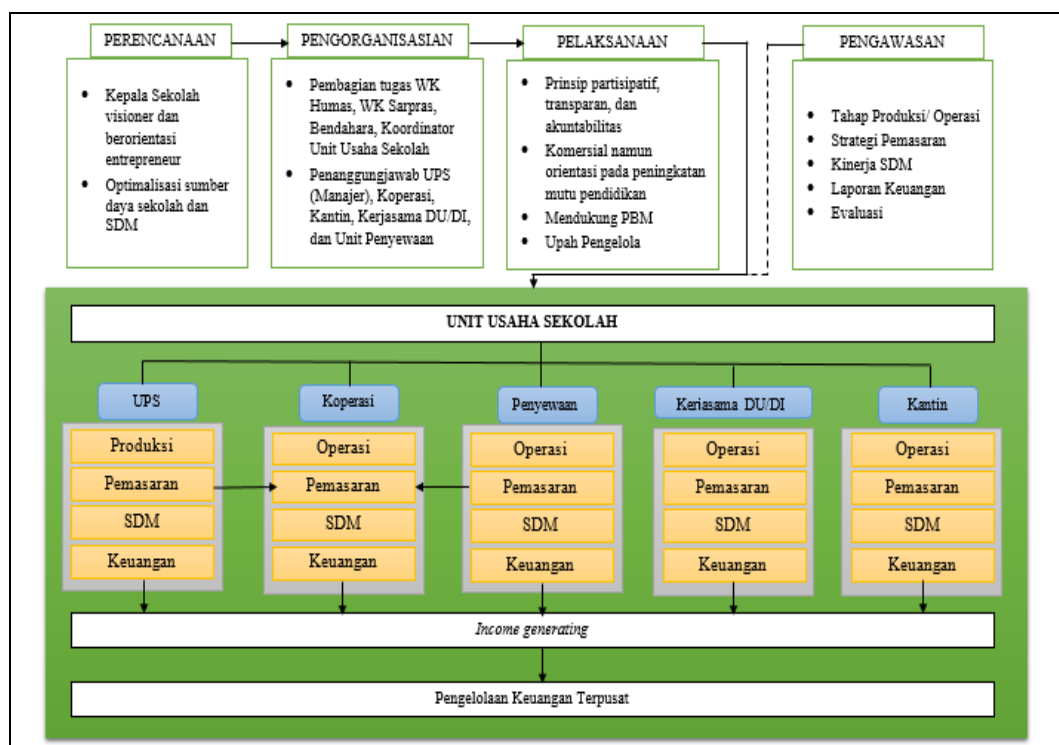 PERENCANAAN
PENGORGANISASIAN
PELAKSANAAN
PENGAWASAN
• Kepala Sekolah
visioner dan
berorientasi
entrepreneur
• Optimalisasi sumber
daya sekolah dan
SDM
• Pembagian tugas WK
Humas, WK Sarpras,
Bendahara, Koordinator
Unit Usaha Sekolah
• Penanggungjawab UPS
(Manajer), Koperasi,
Kantin, Kerjasama DU/DI,
dan Unit Penyewaan
• Prinsip partisipatif,
transparan, dan
akuntabilitas
• Komersial namun
orientasi pada peningkatan
mutu pendidikan
• Mendukung PBM
• Upah Pengelola
• Tahap Produksi/ Operasi
• Strategi Pemasaran
• Kinerja SDM
• Laporan Keuangan
• Evaluasi
UNIT USAHA SEKOLAH
UPS
Koperasi
Penyewaan
Kerjasama DU/DI
Kantin
Produksi
Pemasaran
SDM
Keuangan
Operasi
Pemasaran
SDM
Keuangan
Operasi
Pemasaran
SDM
Keuangan
Operasi
Pemasaran
SDM
Keuangan
Operasi
Pemasaran
SDM
Keuangan
Income generating
Pengelolaan Keuangan Terpusat